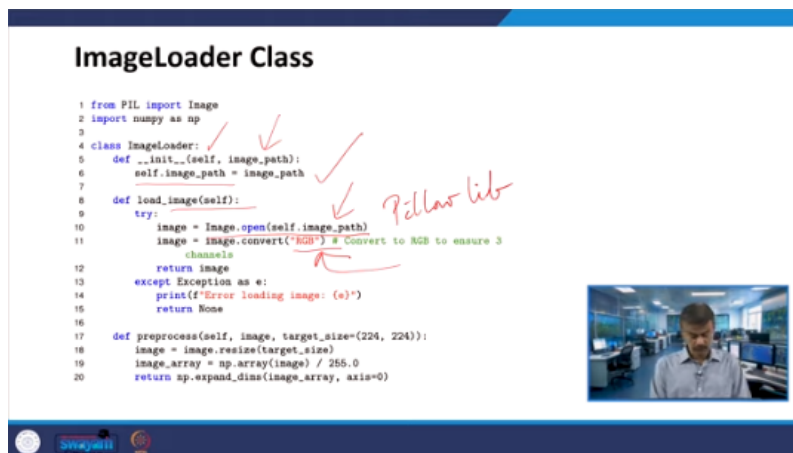 ImageLoader Class
1 from PIL import Image
2 import numpy as np
3
4 class ImageLoader:
5 def __init__(self, image_path):
6 self.image_path = image_path
7
8 def load_image(self):
9 try:
10 image = Image.open(self.image_path)
11 image = image.convert("RGB") # Convert to RGB to ensure 3
channels
12 return image
13 except Exception as e:
14 print(f"Error loading image: {e}")
15 return None
16
17 def preprocess(self, image, target_size=(224, 224)):
18 image = image.resize(target_size)
19 image_array = np.array(image) / 255.0
20 return np.expand_dims(image_array, axis=0)
Pillow lib
swayam